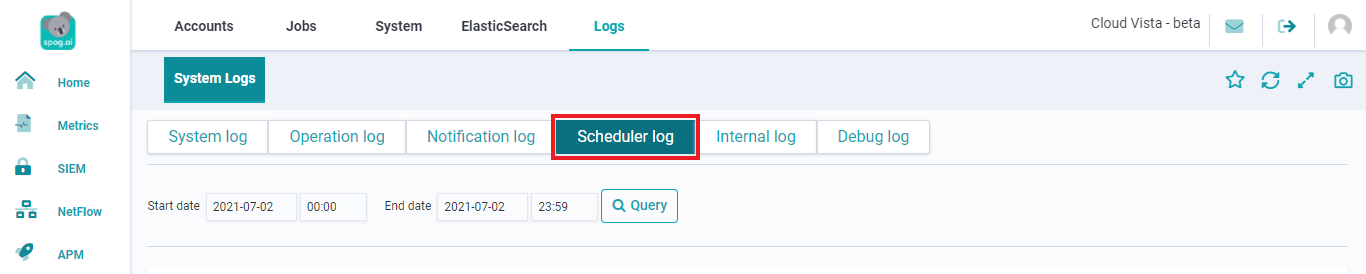 spog.ai
Accounts Jobs System ElasticSearch Logs Cloud Vista - beta
Home
Metrics
SIEM
NetFlow
APM
System Logs
System log Operation log Notification log Scheduler log Internal log Debug log
Start date 2021-07-02 00:00 End date 2021-07-02 23:59 Query